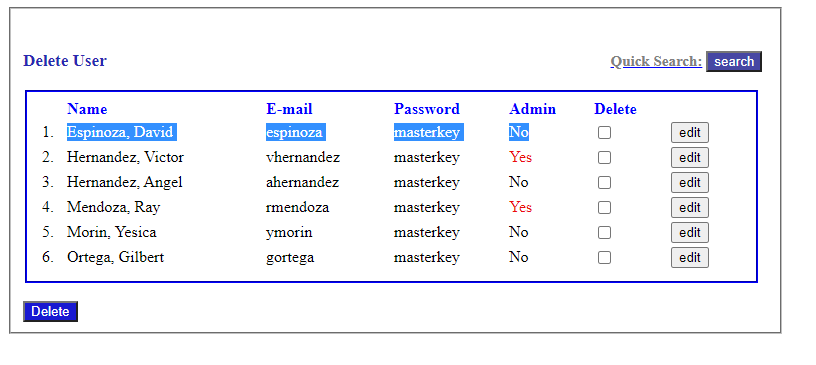 Delete User Quick Search: search
Name E-mail Password Admin Delete
1. Espinoza, David espinoza masterkey No edit
2. Hernandez, Victor vhernandez masterkey Yes edit
3. Hernandez, Angel ahernandez masterkey No edit
4. Mendoza, Ray rmendoza masterkey Yes edit
5. Morin, Yesica ymorin masterkey No edit
6. Ortega, Gilbert gortega masterkey No edit
Delete